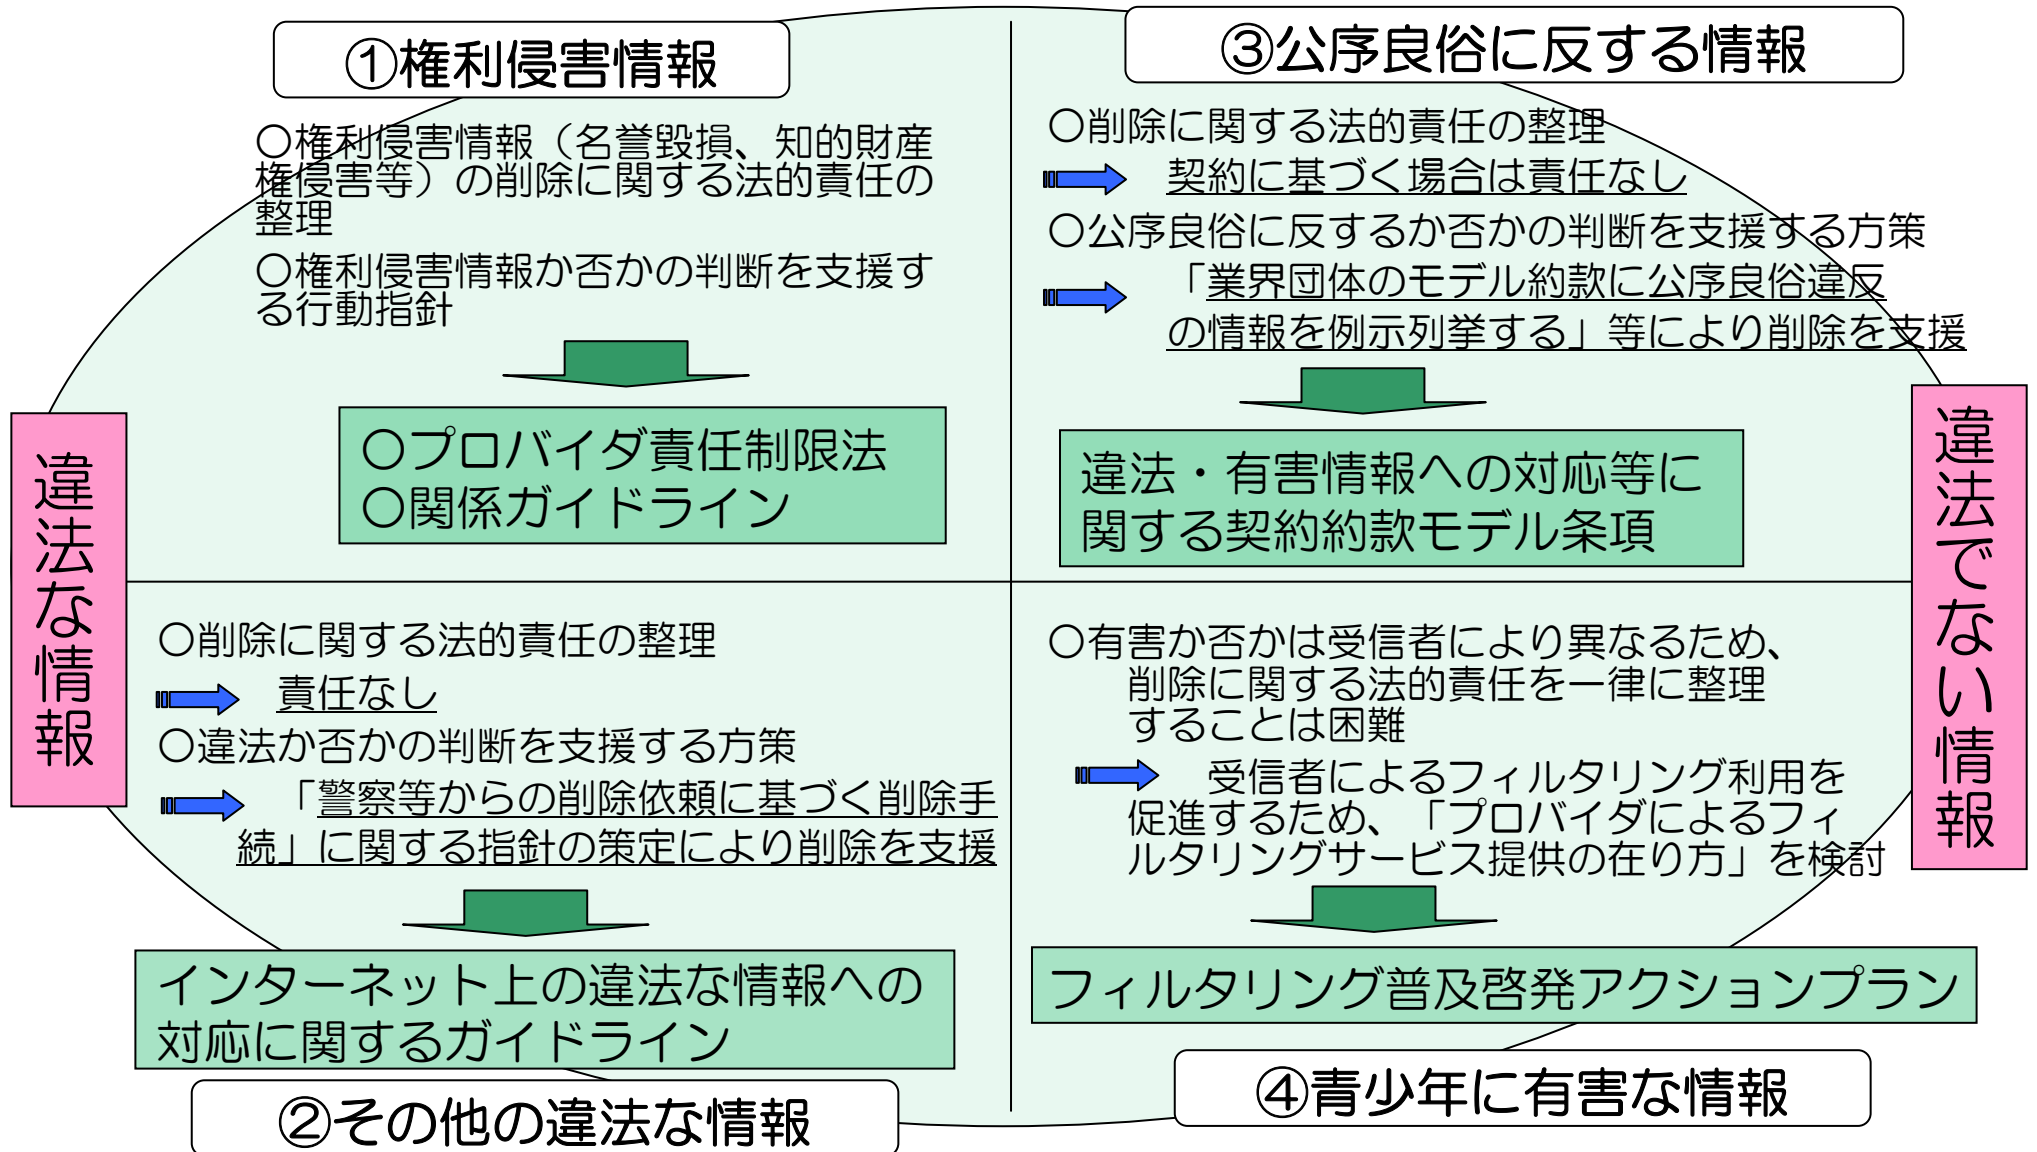 ①権利侵害情報
○権利侵害情報（名誉毀損、知的財産
権侵害等）の削除に関する法的責任の
整理
○権利侵害情報か否かの判断を支援す
る行動指針
○プロバイダ責任制限法
○関係ガイドライン
違法な情報
○削除に関する法的責任の整理
責任なし
○違法か否かの判断を支援する方策
「警察等からの削除依頼に基づく削除手
続」に関する指針の策定により削除を支援
インターネット上の違法な情報への
対応に関するガイドライン
②その他の違法な情報
③公序良俗に反する情報
○削除に関する法的責任の整理
契約に基づく場合は責任なし
○公序良俗に反するか否かの判断を支援する方策
「業界団体のモデル約款に公序良俗違反
の情報を例示列挙する」等により削除を支援
違法・有害情報への対応等に
関する契約約款モデル条項
違法でない情報
○有害か否かは受信者により異なるため、
削除に関する法的責任を一律に整理
することは困難
受信者によるフィルタリング利用を
促進するため、「プロバイダによるフィ
ルタリングサービス提供の在り方」を検討
フィルタリング普及啓発アクションプラン
④青少年に有害な情報